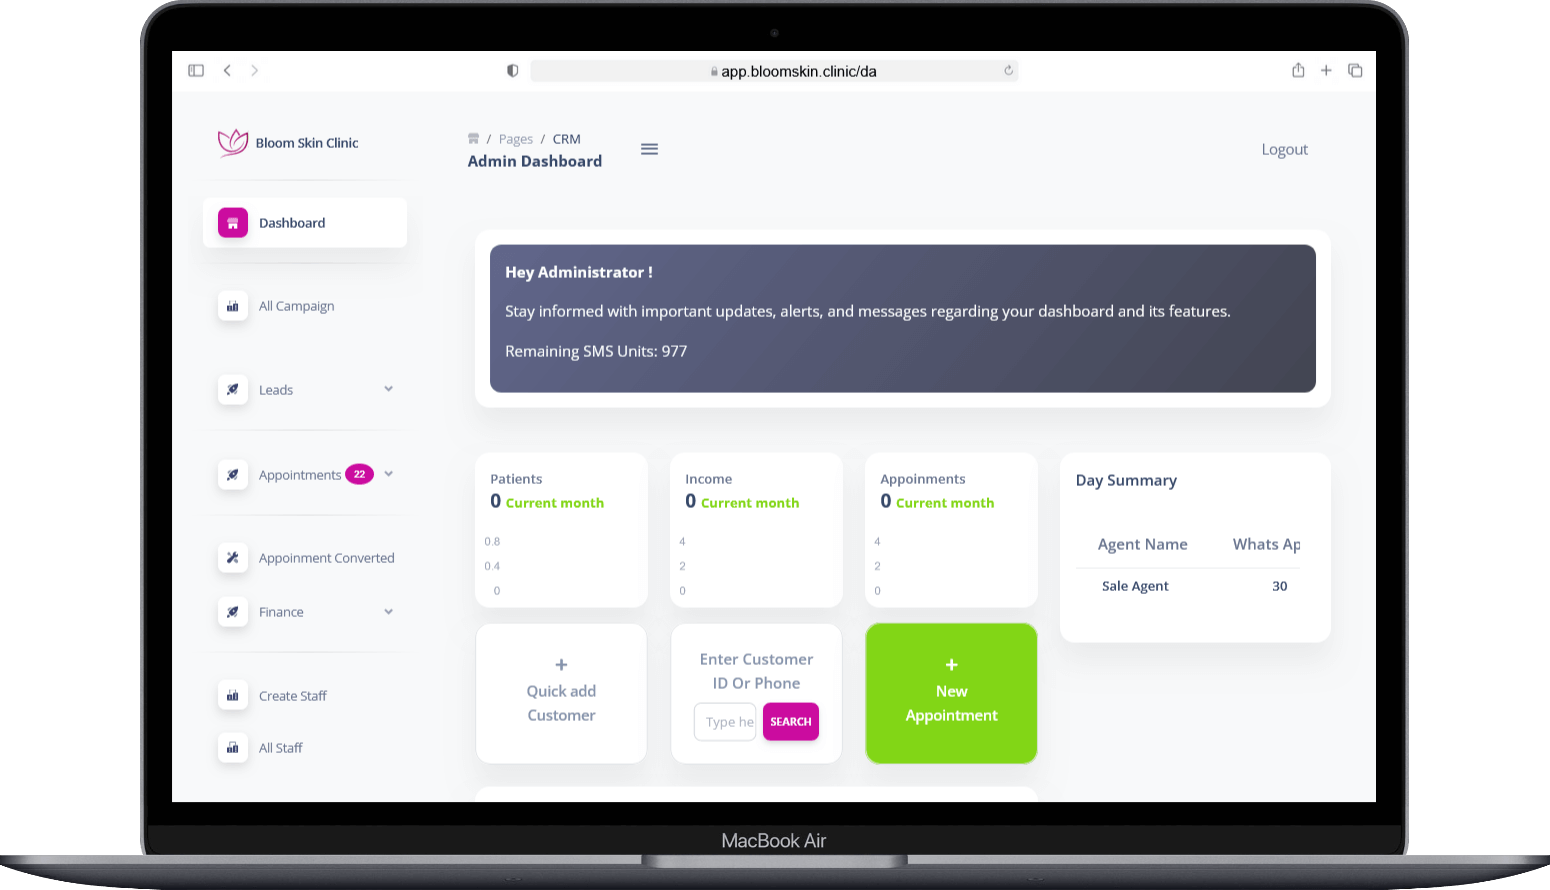 app.bloomskin.clinic/da
Bloom Skin Clinic
/ Pages / CRM
Admin Dashboard
Logout
Dashboard
All Campaign
Leads
Appointments 22
Appoinment Converted
Finance
Create Staff
All Staff
Hey Administrator !
Stay informed with important updates, alerts, and messages regarding your dashboard and its features.
Remaining SMS Units: 977
Patients
0 Current month
0.8
0.4
0
Income
0 Current month
4
2
0
Appoinments
0 Current month
4
2
0
Day Summary
Agent Name Whats Ap
Sale Agent 30
+
Quick add
Customer
Enter Customer
ID Or Phone
Type he SEARCH
+
New
Appointment
MacBook Air